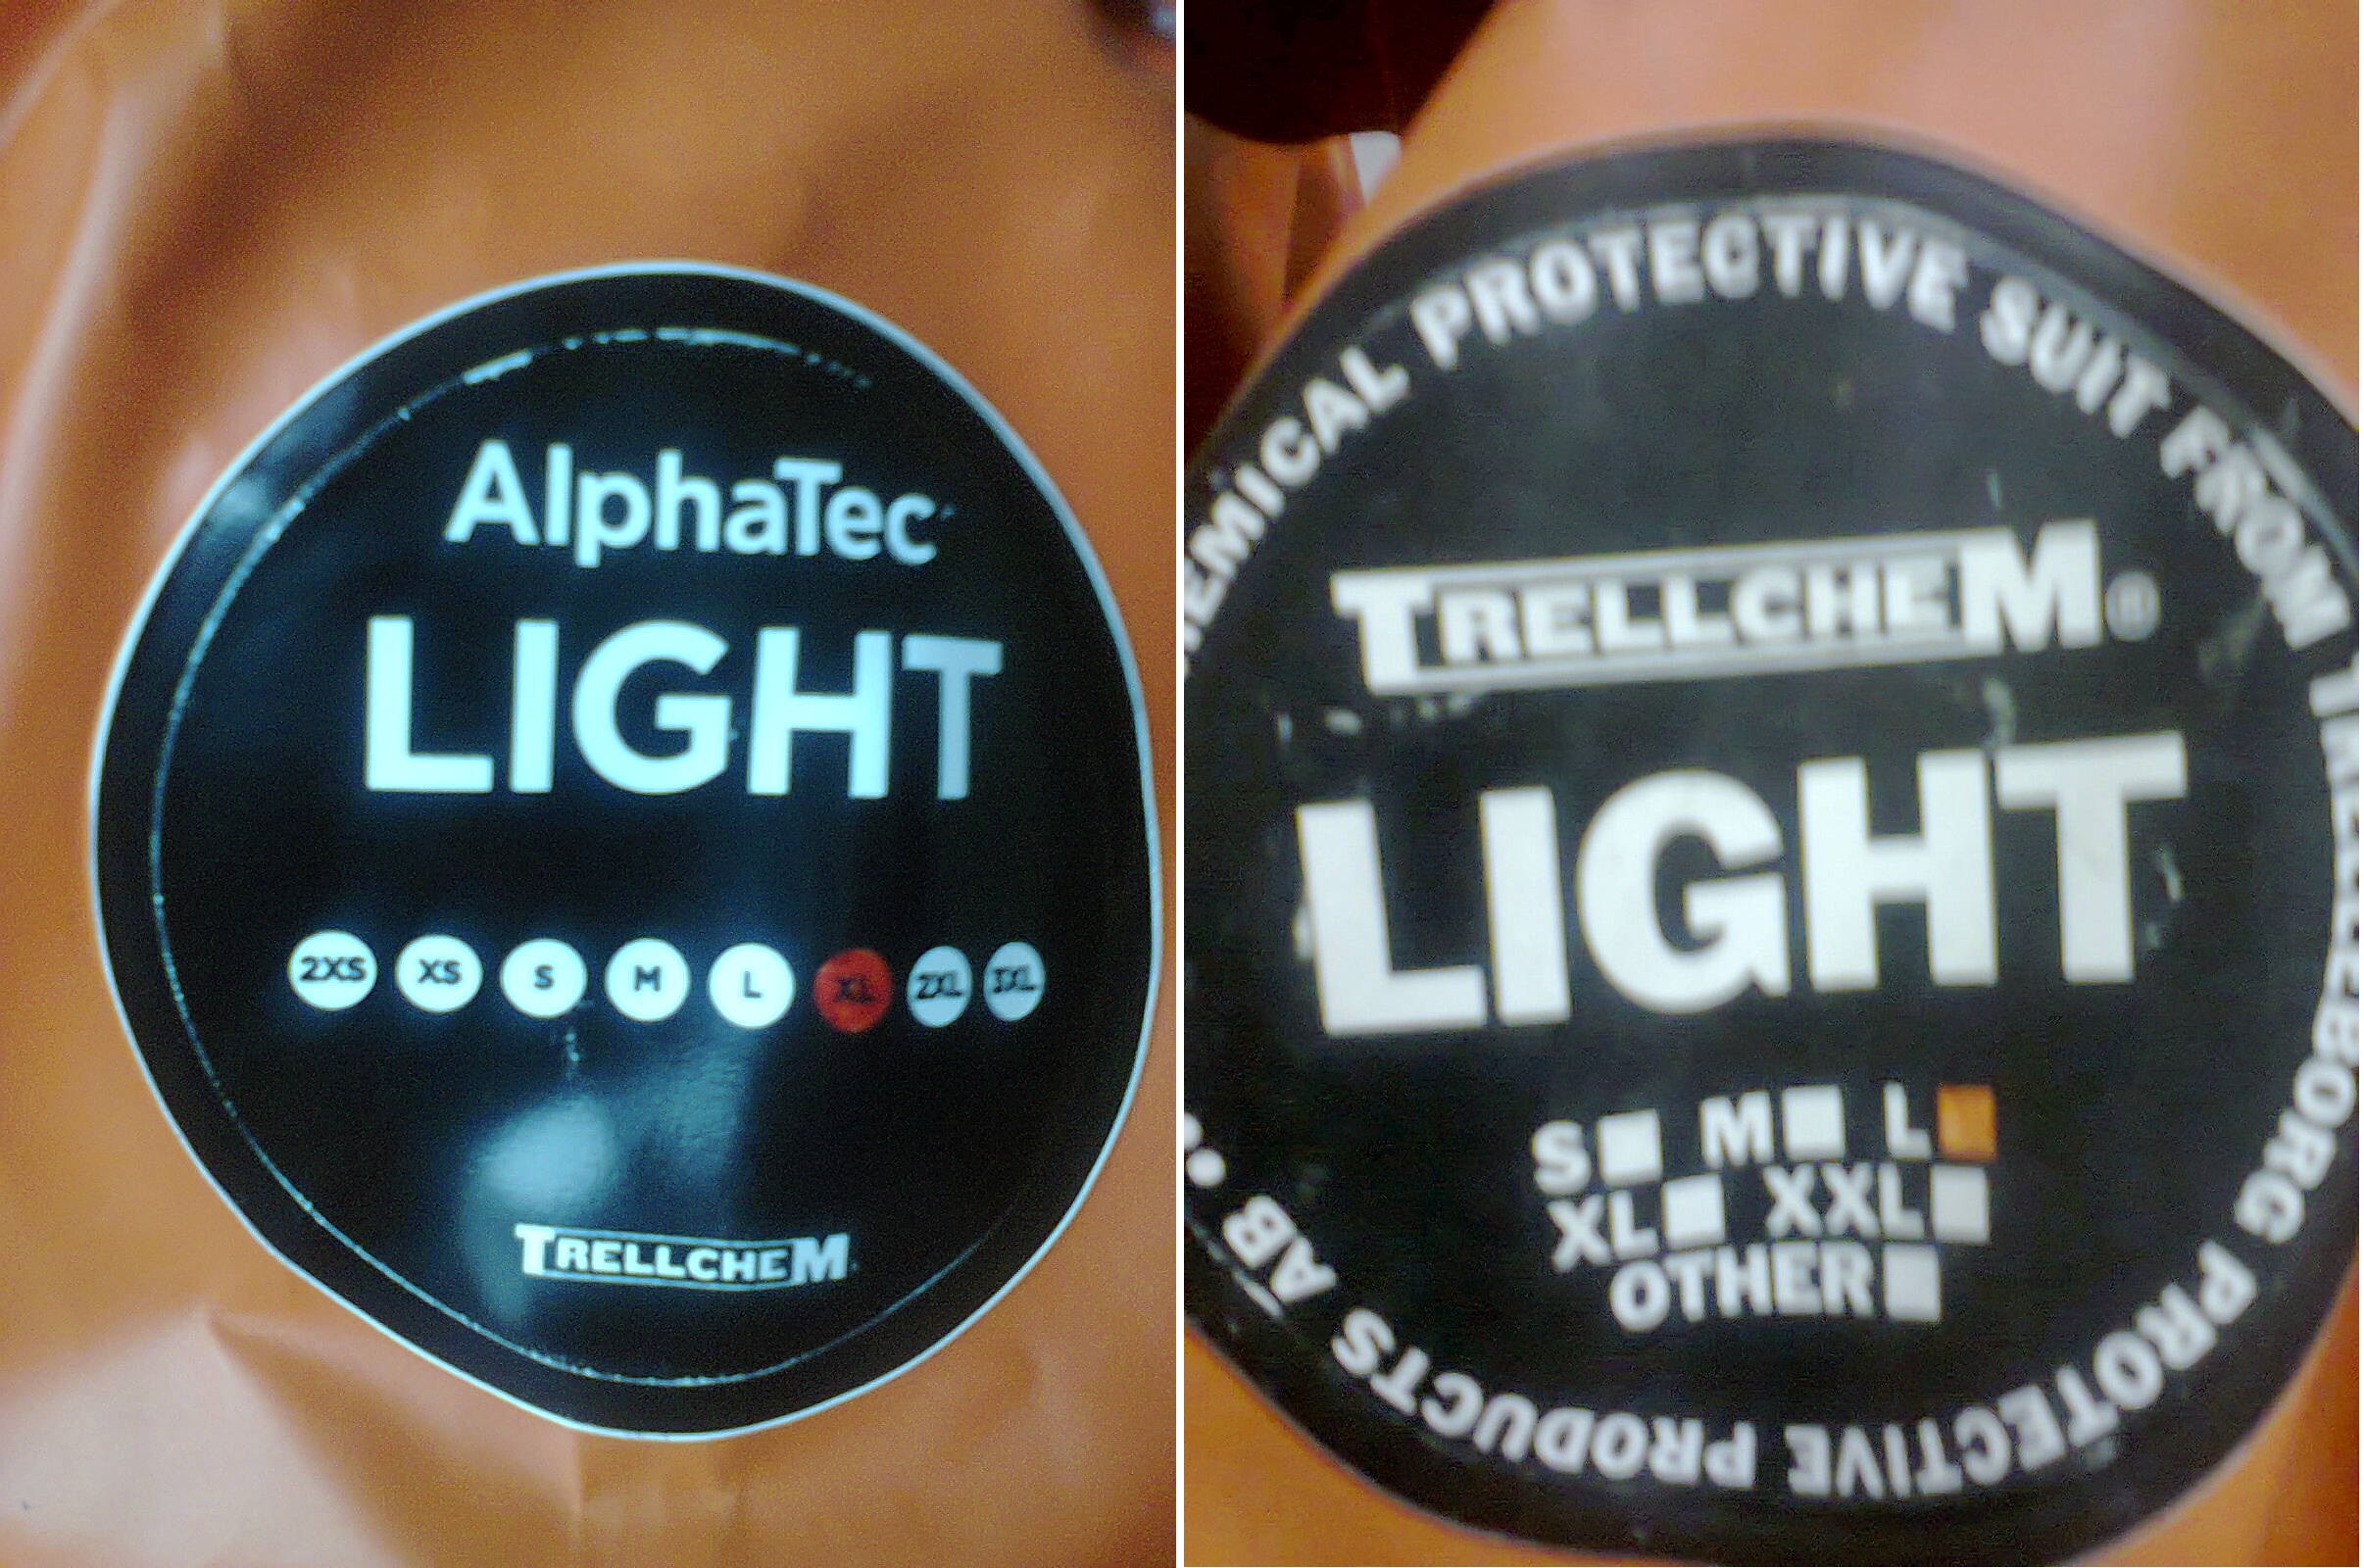 AlphaTec
LIGHT
2XS XS S M L XL 2XL 3XL
TRELLCHEM
CHEMICAL PROTECTIVE SUIT FROM TRELLEBORG PROTECTIVE PRODUCTS AB
TRELLCHEM®
LIGHT
S M L
XL XXL
OTHER